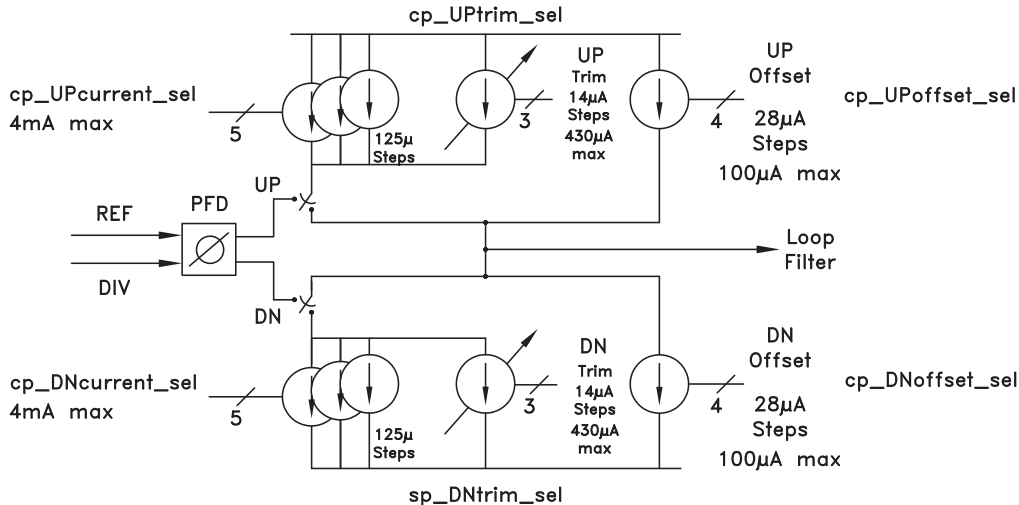 cp_UPtrim_sel
cp_UPcurrent_sel
4mA max
5
125μ
Steps
3
UP
Trim
14μA
Steps
430μA
max
4
UP
Offset
28μA
Steps
100μA max
cp_UPoffset_sel
UP
PFD
REF
DIV
DN
Loop
Filter
cp_DNcurrent_sel
4mA max
5
125μ
Steps
3
DN
Trim
14μA
Steps
430μA
max
4
DN
Offset
28μA
Steps
100μA max
cp_DNoffset_sel
sp_DNtrim_sel